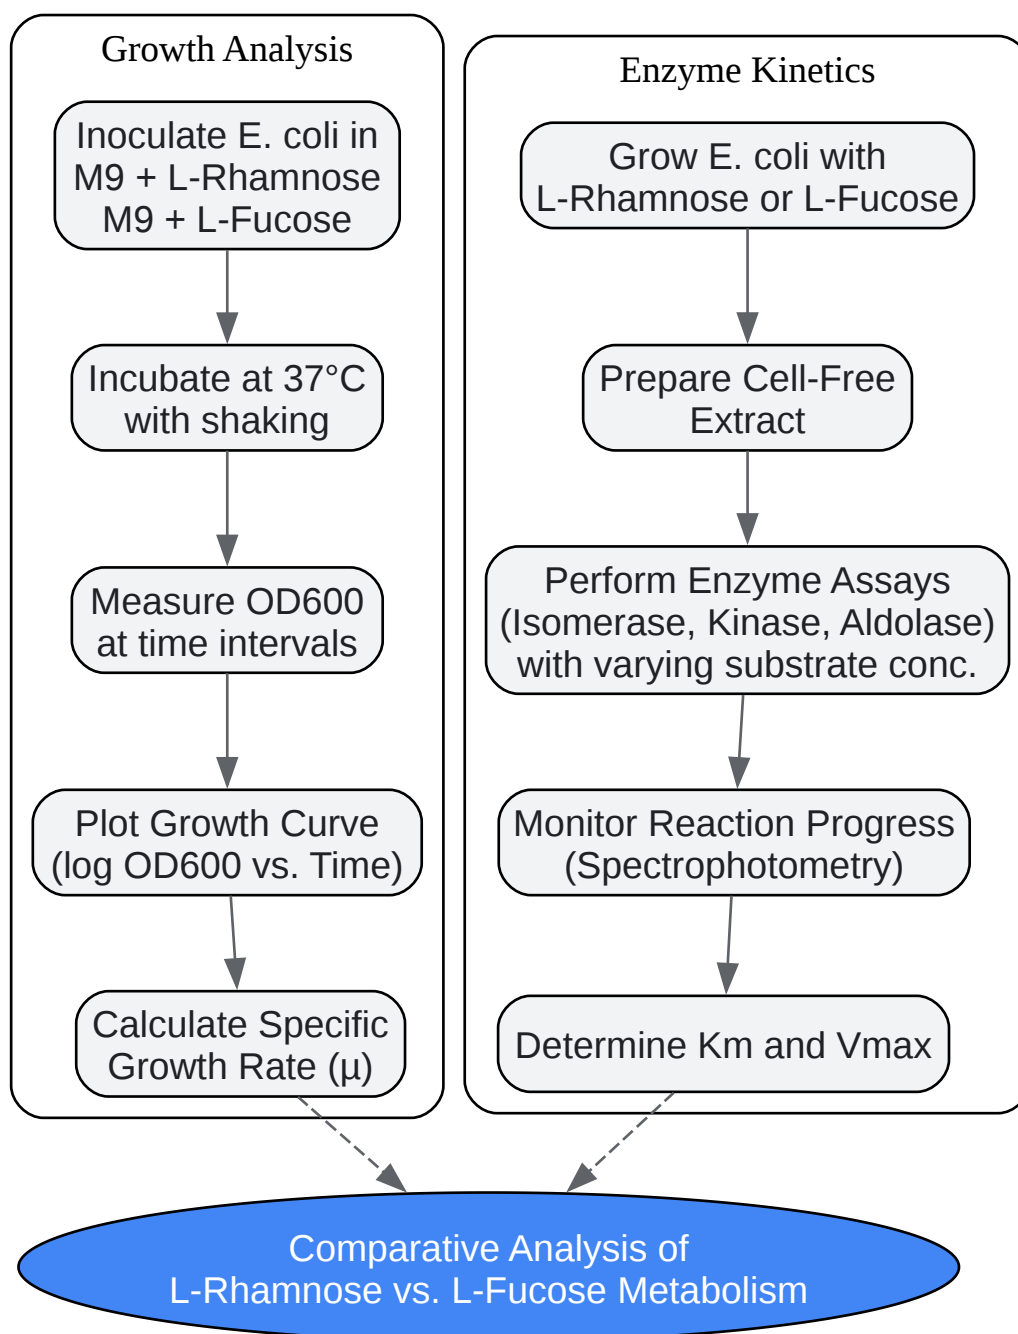 Growth Analysis
Inoculate E. coli in
M9 + L-Rhamnose
M9 + L-Fucose
Incubate at 37°C
with shaking
Measure OD600
at time intervals
Plot Growth Curve
(log OD600 vs. Time)
Calculate Specific
Growth Rate (µ)
Enzyme Kinetics
Grow E. coli with
L-Rhamnose or L-Fucose
Prepare Cell-Free
Extract
Perform Enzyme Assays
(Isomerase, Kinase, Aldolase)
with varying substrate conc.
Monitor Reaction Progress
(Spectrophotometry)
Determine Km and Vmax
Comparative Analysis of
L-Rhamnose vs. L-Fucose Metabolism